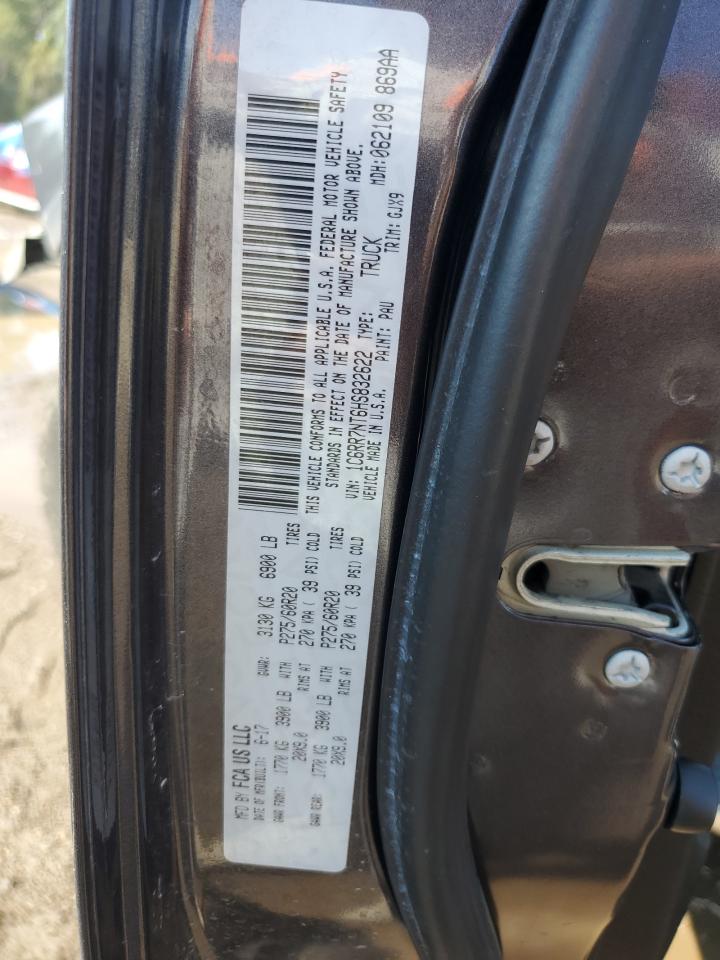 MFD BY FCA US LLC
DATE OF MFR(BUILT): 6-17 GVWR: 3130 KG 6900 LB
GAWR FRONT: 1770 KG 3900 LB WITH P275/60R20 TIRES
20X9.0 RIMS AT 270 KPA ( 39 PSI) COLD
GAWR REAR: 1770 KG 3900 LB WITH P275/60R20 TIRES
20X9.0 RIMS AT 270 KPA ( 39 PSI) COLD
THIS VEHICLE CONFORMS TO ALL APPLICABLE U.S.A. FEDERAL MOTOR VEHICLE SAFETY
STANDARDS IN EFFECT ON THE DATE OF MANUFACTURE SHOWN ABOVE.
VIN: 1C6RR7NT6HS832622 TYPE: TRUCK MDH:062109 869AA
VEHICLE MADE IN U.S.A. PAINT: PAU TRIM: GJX9